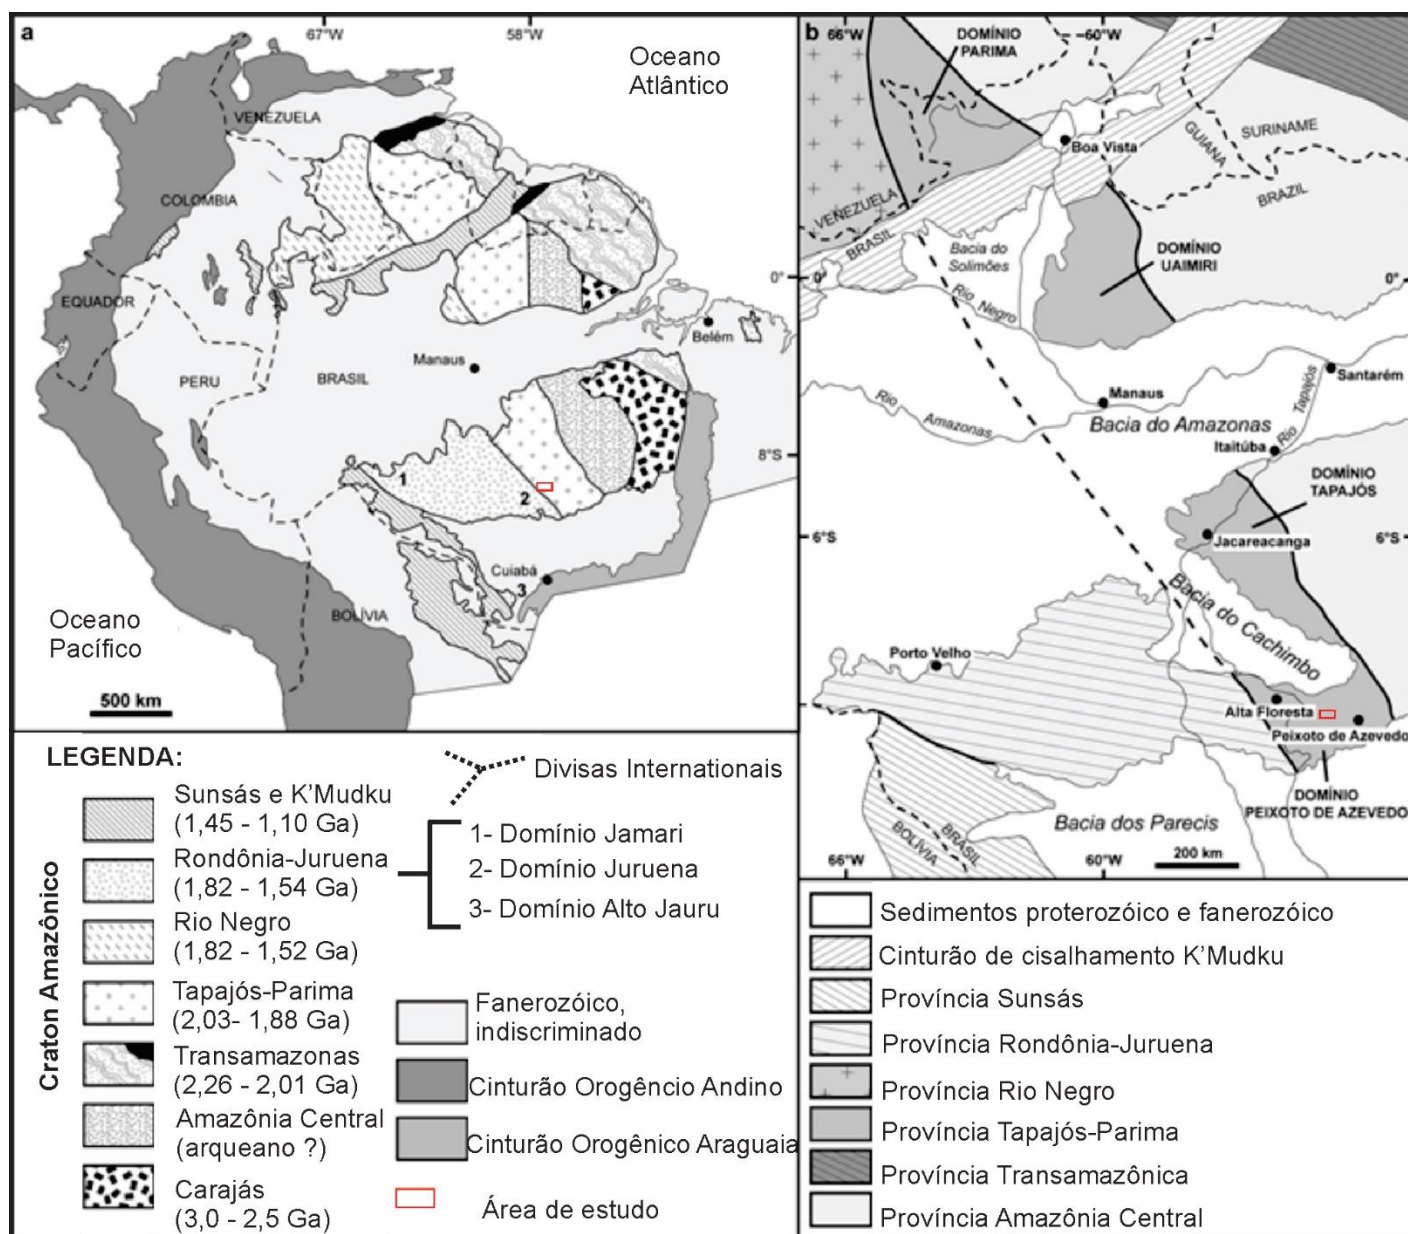 a
67°W
58°W
Oceano
Atlântico
VENEZUELA
COLOMBIA
0°
EQUADOR
Belém
Manaus
PERU
BRASIL
8°S
1
2
Cuiabá
3
BOLÍVIA
Oceano
Pacífico
500 km
b
66°W
60°W
DOMÍNIO
PARIMA
Boa Vista
GUIANA
SURINAME
VENEZUELA
BRASIL
BRAZIL
Bacia do
Solimões
DOMÍNIO
UAIMIRI
0°
0°
Rio Negro
Santarém
Manaus
Rio Amazonas
Bacia do Amazonas
Rio Tapajós
Itaitúba
DOMÍNIO
TAPAJÓS
6°S
Jacareacanga
6°S
Bacia do Cachimbo
Porto Velho
Alta Floresta
Peixoto de Azevedo
DOMÍNIO
PEIXOTO DE AZEVEDO
BOLÍVIA
BRASIL
Bacia dos Parecis
66°W
60°W
200 km
LEGENDA:
Craton Amazônico
Sunsás e K'Mudku
(1,45 - 1,10 Ga)
Rondônia-Juruena
(1,82 - 1,54 Ga)
Rio Negro
(1,82 - 1,52 Ga)
Tapajós-Parima
(2,03- 1,88 Ga)
Transamazonas
(2,26 - 2,01 Ga)
Amazônia Central
(arqueano ?)
Carajás
(3,0 - 2,5 Ga)
Divisas Internationais
1- Domínio Jamari
2- Domínio Juruena
3- Domínio Alto Jauru
Fanerozóico,
indiscriminado
Cinturão Orogêncio Andino
Cinturão Orogênico Araguaia
Área de estudo
Sedimentos proterozóico e fanerozóico
Cinturão de cisalhamento K'Mudku
Província Sunsás
Província Rondônia-Juruena
Província Rio Negro
Província Tapajós-Parima
Província Transamazônica
Província Amazônia Central